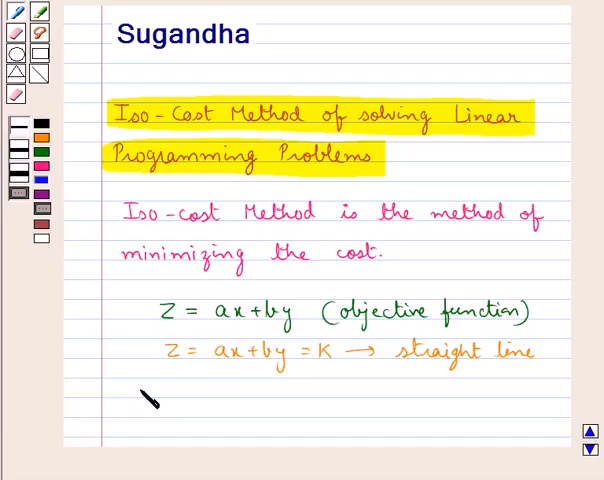 Sugandha
Iso-Cost Method of solving Linear
Programming Problems
Iso-cost Method is the method of
minimizing the cost.
Z = ax+by (objective function)
Z = ax+by = K → straight line